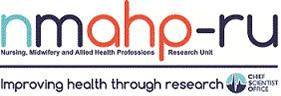 nmahp-ru
Nursing, Midwifery and Allied Health Professions Research Unit
Improving health through research
CHIEF
SCIENTIST
OFFICE